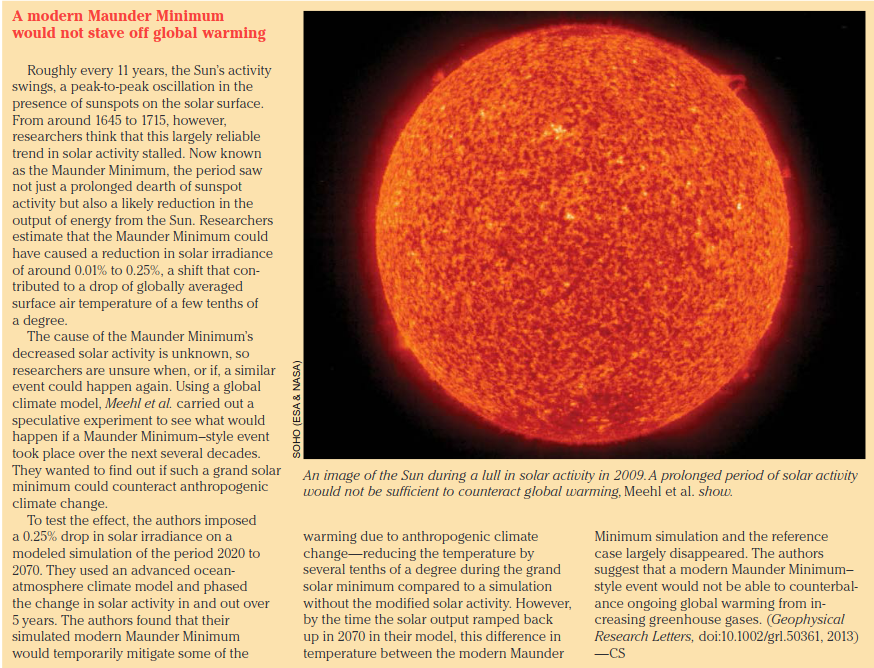 A modern Maunder Minimum
would not stave off global warming
Roughly every 11 years, the Sun's activity
swings, a peak-to-peak oscillation in the
presence of sunspots on the solar surface.
From around 1645 to 1715, however,
researchers think that this largely reliable
trend in solar activity stalled. Now known
as the Maunder Minimum, the period saw
not just a prolonged dearth of sunspot
activity but also a likely reduction in the
output of energy from the Sun. Researchers
estimate that the Maunder Minimum could
have caused a reduction in solar irradiance
of around 0.01% to 0.25%, a shift that con-
tributed to a drop of globally averaged
surface air temperature of a few tenths of
a degree.
The cause of the Maunder Minimum's
decreased solar activity is unknown, so
researchers are unsure when, or if, a similar
event could happen again. Using a global
climate model, Meehl et al. carried out a
speculative experiment to see what would
happen if a Maunder Minimum–style event
took place over the next several decades.
They wanted to find out if such a grand solar
minimum could counteract anthropogenic
climate change.
To test the effect, the authors imposed
a 0.25% drop in solar irradiance on a
modeled simulation of the period 2020 to
2070. They used an advanced ocean-
atmosphere climate model and phased
the change in solar activity in and out over
5 years. The authors found that their
simulated modern Maunder Minimum
would temporarily mitigate some of the
SOHO (ESA & NASA)
An image of the Sun during a lull in solar activity in 2009. A prolonged period of solar activity
would not be sufficient to counteract global warming, Meehl et al. show.
warming due to anthropogenic climate
change—reducing the temperature by
several tenths of a degree during the grand
solar minimum compared to a simulation
without the modified solar activity. However,
by the time the solar output ramped back
up in 2070 in their model, this difference in
temperature between the modern Maunder
Minimum simulation and the reference
case largely disappeared. The authors
suggest that a modern Maunder Minimum–
style event would not be able to counterbal-
ance ongoing global warming from in-
creasing greenhouse gases. (Geophysical
Research Letters, doi:10.1002/grl.50361, 2013)
—CS